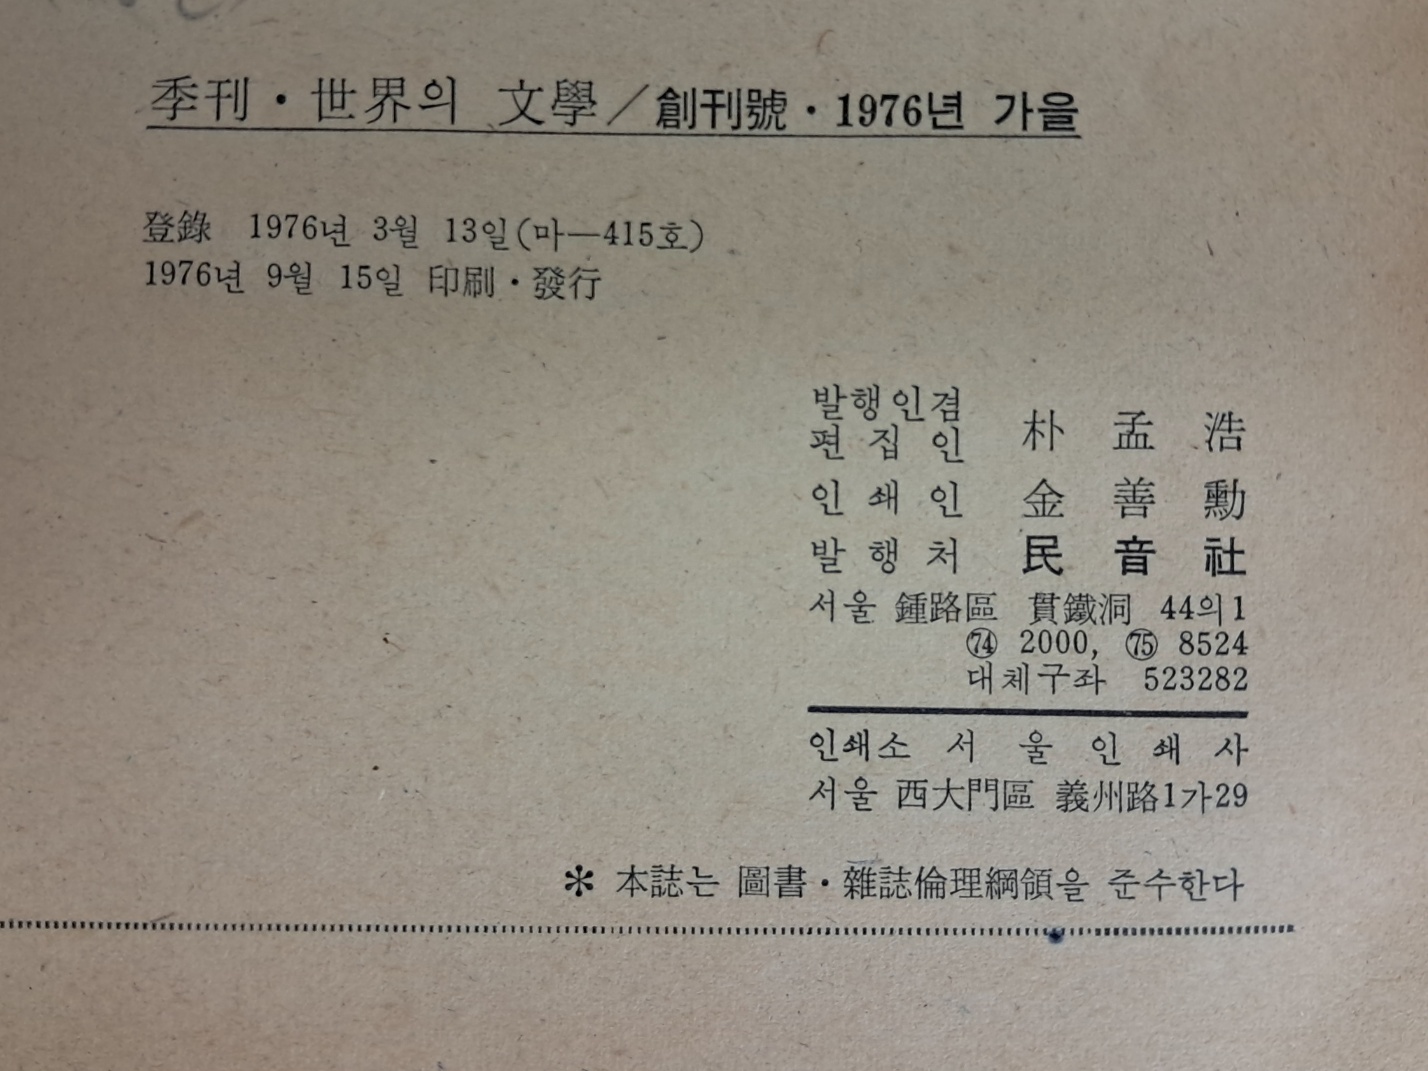 季刊・世界의 文學／創刊號・1976년 가을
登錄 1976년 3월 13일(마—415호)
1976년 9월 15일 印刷・發行
발행인겸
편 집 인 朴 孟 浩
인 쇄 인 金 善 勳
발 행 처 民 音 社
서울 鍾路區 貫鐵洞 44의1
㉔ 2000, ㉕ 8524
대체구좌 523282
인쇄소 서 울 인 쇄 사
서울 西大門區 義州路1가29
✻ 本誌는 圖書・雜誌倫理綱領을 준수한다